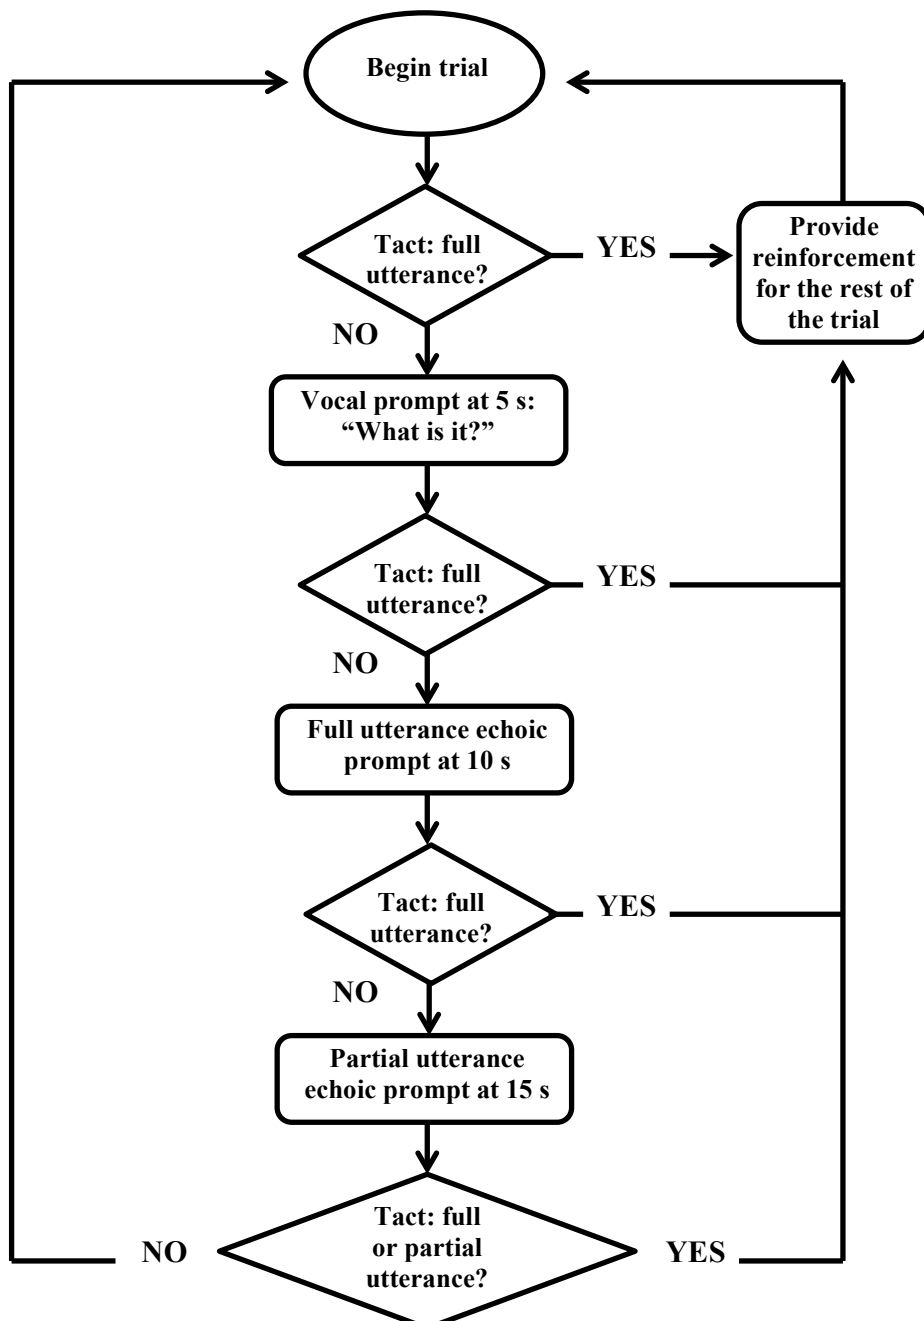 Begin trial
Tact: full
utterance?
YES
Provide
reinforcement
for the rest of
the trial
NO
Vocal prompt at 5 s:
“What is it?”
Tact: full
utterance?
YES
NO
Full utterance echoic
prompt at 10 s
Tact: full
utterance?
YES
NO
Partial utterance
echoic prompt at 15 s
Tact: full
or partial
utterance?
NO
YES